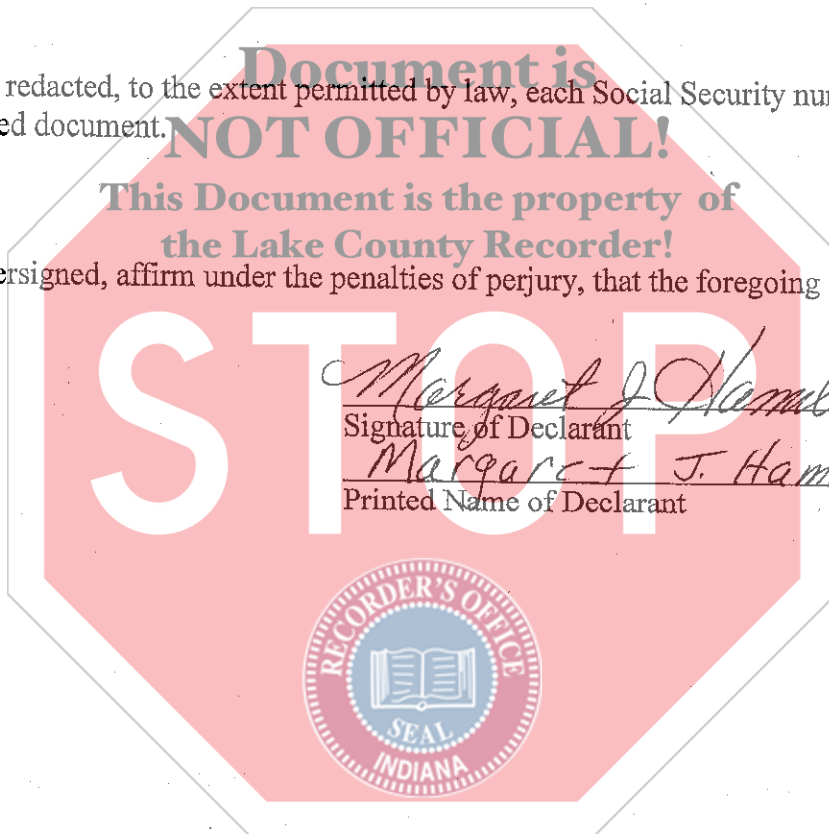 Document is
redacted, to the extent permitted by law, each Social Security
ed document.
NOT OFFICIAL!
This Document is the property of
the Lake County Recorder!
ersigned, affirm under the penalties of perjury, that the foregoing
STOP
Margaret J Hamil
Signature of Declarant
Margaret J. Ham
Printed Name of Declarant
RECORDER'S OFFICE
SEAL
INDIANA